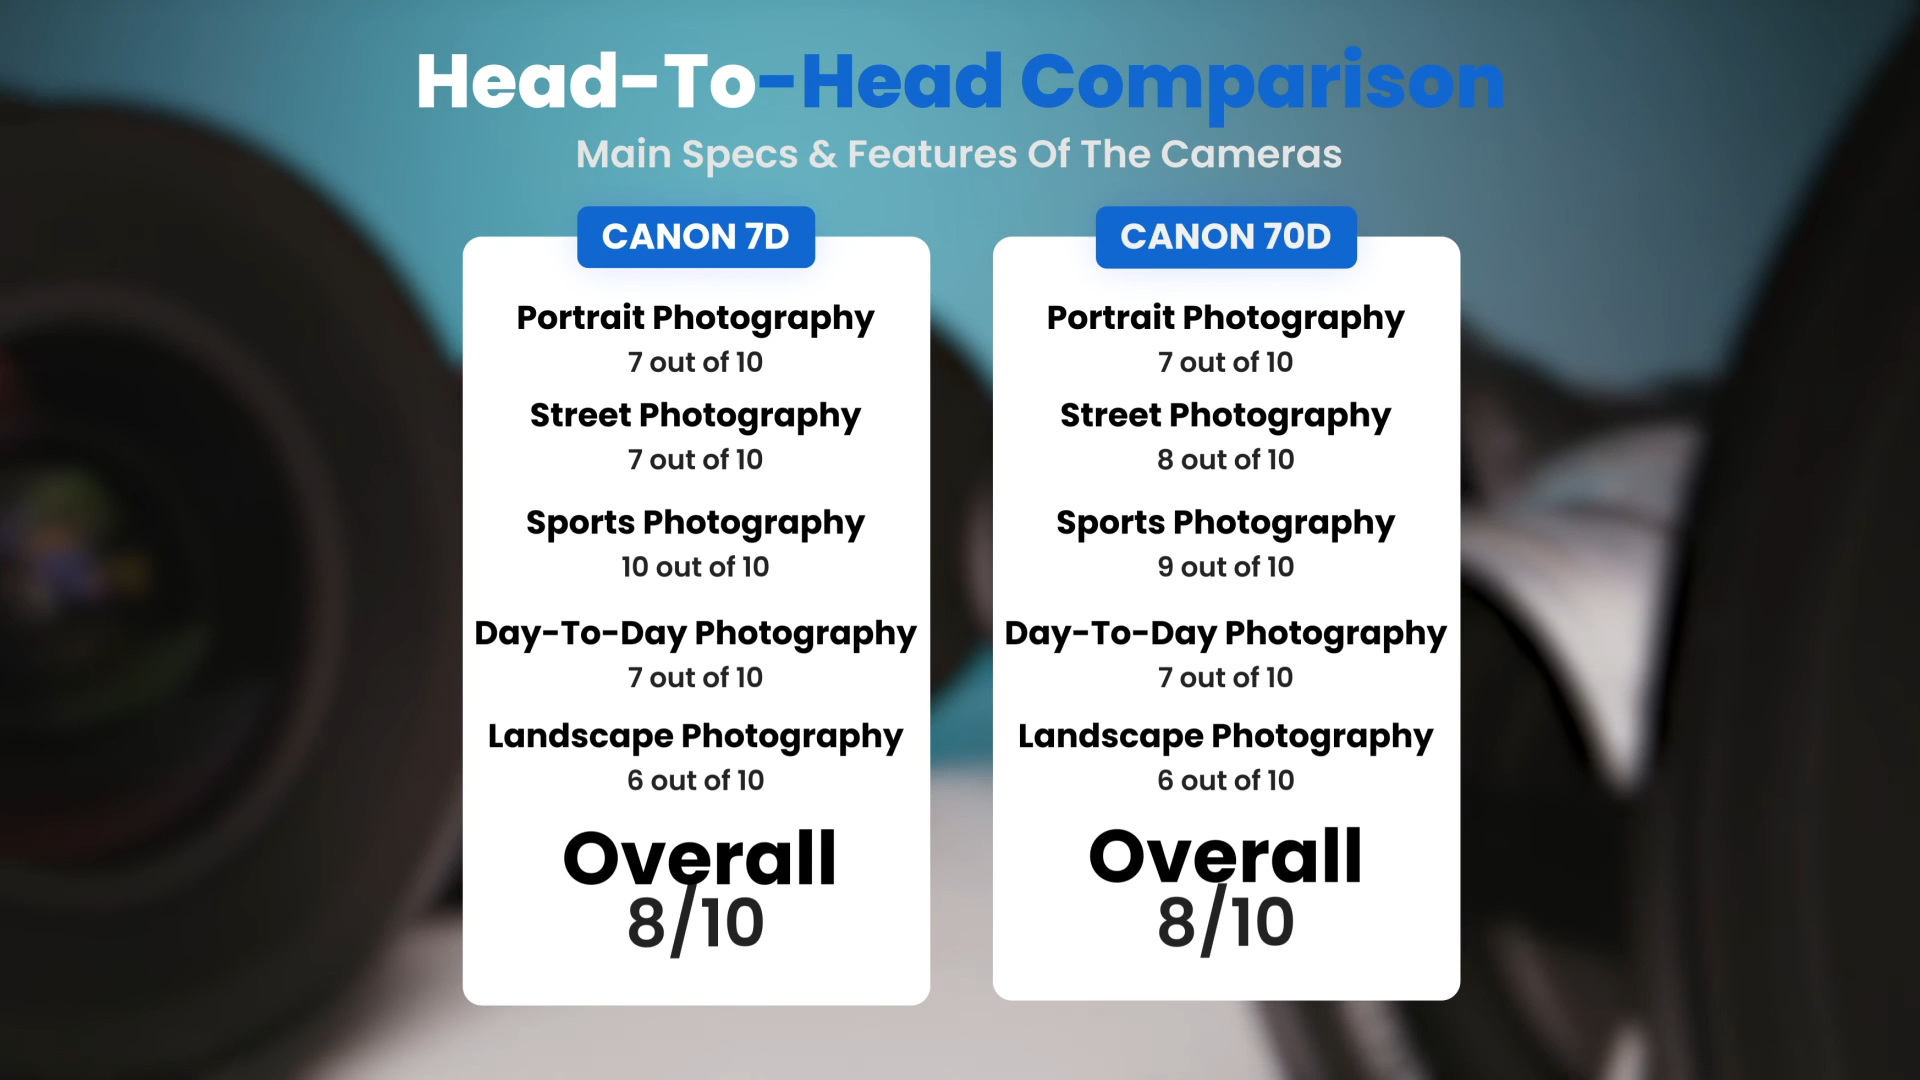 Head-To-Head Comparison
Main Specs & Features Of The Cameras
CANON 7D
Portrait Photography
7 out of 10
Street Photography
7 out of 10
Sports Photography
10 out of 10
Day-To-Day Photography
7 out of 10
Landscape Photography
6 out of 10
Overall
8/10
CANON 70D
Portrait Photography
7 out of 10
Street Photography
8 out of 10
Sports Photography
9 out of 10
Day-To-Day Photography
7 out of 10
Landscape Photography
6 out of 10
Overall
8/10